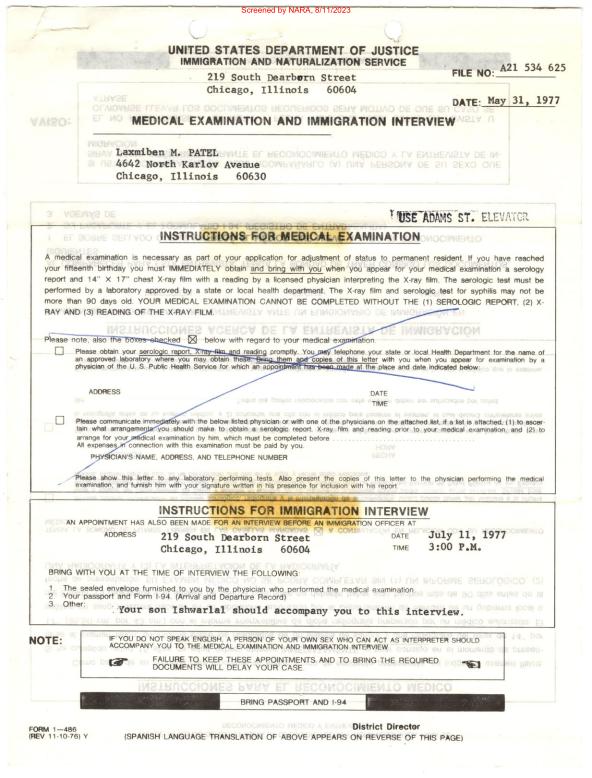 Screened by NARA, 8/11/2023
UNITED STATES DEPARTMENT OF JUSTICE
IMMIGRATION AND NATURALIZATION SERVICE
219 South Dearborn Street
Chicago, Illinois 60604
FILE NO: A21 534 625
DATE: May 31, 1977
MEDICAL EXAMINATION AND IMMIGRATION INTERVIEW
Laxmiben M. PATEL
4642 North Karlov Avenue
Chicago, Illinois 60630
USE ADAMS ST. ELEVATOR
INSTRUCTIONS FOR MEDICAL EXAMINATION
A medical examination is necessary as part of your application for adjustment of status to permanent resident. If you have reached
your fifteenth birthday you must IMMEDIATELY obtain and bring with you when you appear for your medical examination a serology
report and 14" X 17" chest X-ray film with a reading by a licensed physician interpreting the X-ray film. The serologic test must be
performed by a laboratory approved by a state or local health department. The X-ray film and serologic test for syphilis may not be
more than 90 days old. YOUR MEDICAL EXAMINATION CANNOT BE COMPLETED WITHOUT THE (1) SEROLOGIC REPORT, (2) X-
RAY AND (3) READING OF THE X-RAY FILM.
Please note, also the boxes checked ☒ below with regard to your medical examination.
☐ Please obtain your serologic report, X-ray film and reading promptly. You may telephone your state or local Health Department for the name of
an approved laboratory where you may obtain these. Bring them and copies of this letter with you when you appear for examination by a
physician of the U. S. Public Health Service for which an appointment has been made at the place and date indicated below:
ADDRESS DATE
TIME
☐ Please communicate immediately with the below listed physician or with one of the physicians on the attached list, if a list is attached, (1) to ascer-
tain what arrangements you should make to obtain a serologic report, X-ray film and reading prior to your medical examination, and (2) to
arrange for your medical examination by him, which must be completed before
All expenses in connection with this examination must be paid by you.
PHYSICIAN'S NAME, ADDRESS, AND TELEPHONE NUMBER
Please show this letter to any laboratory performing tests. Also present the copies of this letter to the physician performing the medical
examination, and furnish him with your signature written in his presence for inclusion with his report
INSTRUCTIONS FOR IMMIGRATION INTERVIEW
AN APPOINTMENT HAS ALSO BEEN MADE FOR AN INTERVIEW BEFORE AN IMMIGRATION OFFICER AT
ADDRESS 219 South Dearborn Street DATE July 11, 1977
Chicago, Illinois 60604 TIME 3:00 P.M.
BRING WITH YOU AT THE TIME OF INTERVIEW THE FOLLOWING:
1 The sealed envelope furnished to you by the physician who performed the medical examination.
2 Your passport and Form I-94. (Arrival and Departure Record)
3. Other:
Your son Ishwarlal should accompany you to this interview.
NOTE: IF YOU DO NOT SPEAK ENGLISH, A PERSON OF YOUR OWN SEX WHO CAN ACT AS INTERPRETER SHOULD
ACCOMPANY YOU TO THE MEDICAL EXAMINATION AND IMMIGRATION INTERVIEW
FAILURE TO KEEP THESE APPOINTMENTS AND TO BRING THE REQUIRED
DOCUMENTS WILL DELAY YOUR CASE.
BRING PASSPORT AND I-94
District Director
FORM 1—486
(REV 11-10-76) Y
(SPANISH LANGUAGE TRANSLATION OF ABOVE APPEARS ON REVERSE OF THIS PAGE)